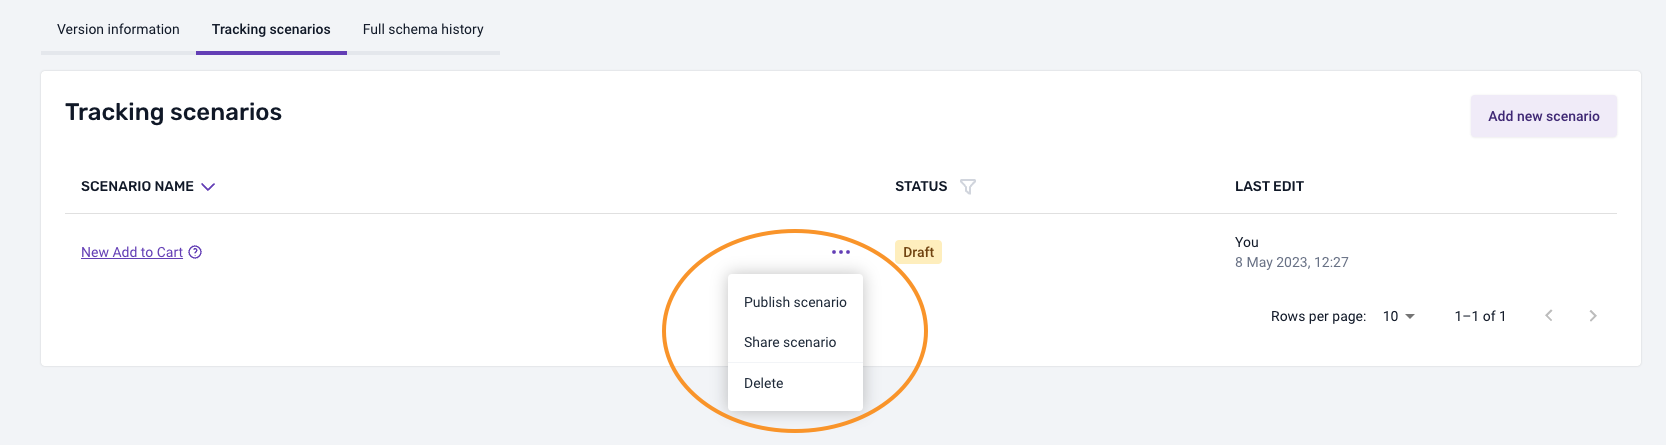 Version information Tracking scenarios Full schema history
Tracking scenarios
Add new scenario
SCENARIO NAME STATUS LAST EDIT
New Add to Cart ? Draft You
8 May 2023, 12:27
Publish scenario
Share scenario
Delete
Rows per page: 10 1–1 of 1